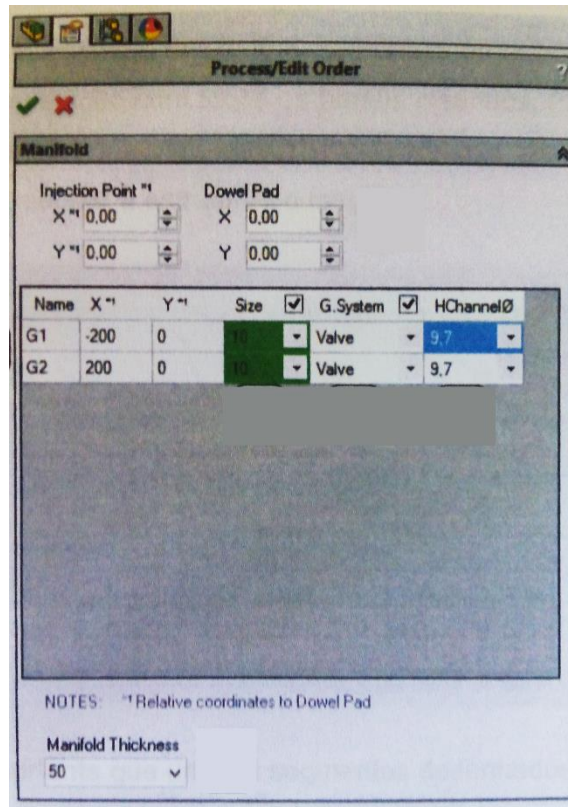 Process/Edit Order ?
Manifold
Injection Point *1 Dowel Pad
X *1 0,00 X 0,00
Y *1 0,00 Y 0,00
Name X *1 Y *1 Size G.System HChannelØ
G1 -200 0 10 Valve 9,7
G2 200 0 10 Valve 9,7
NOTES: *1 Relative coordinates to Dowel Pad
Manifold Thickness
50